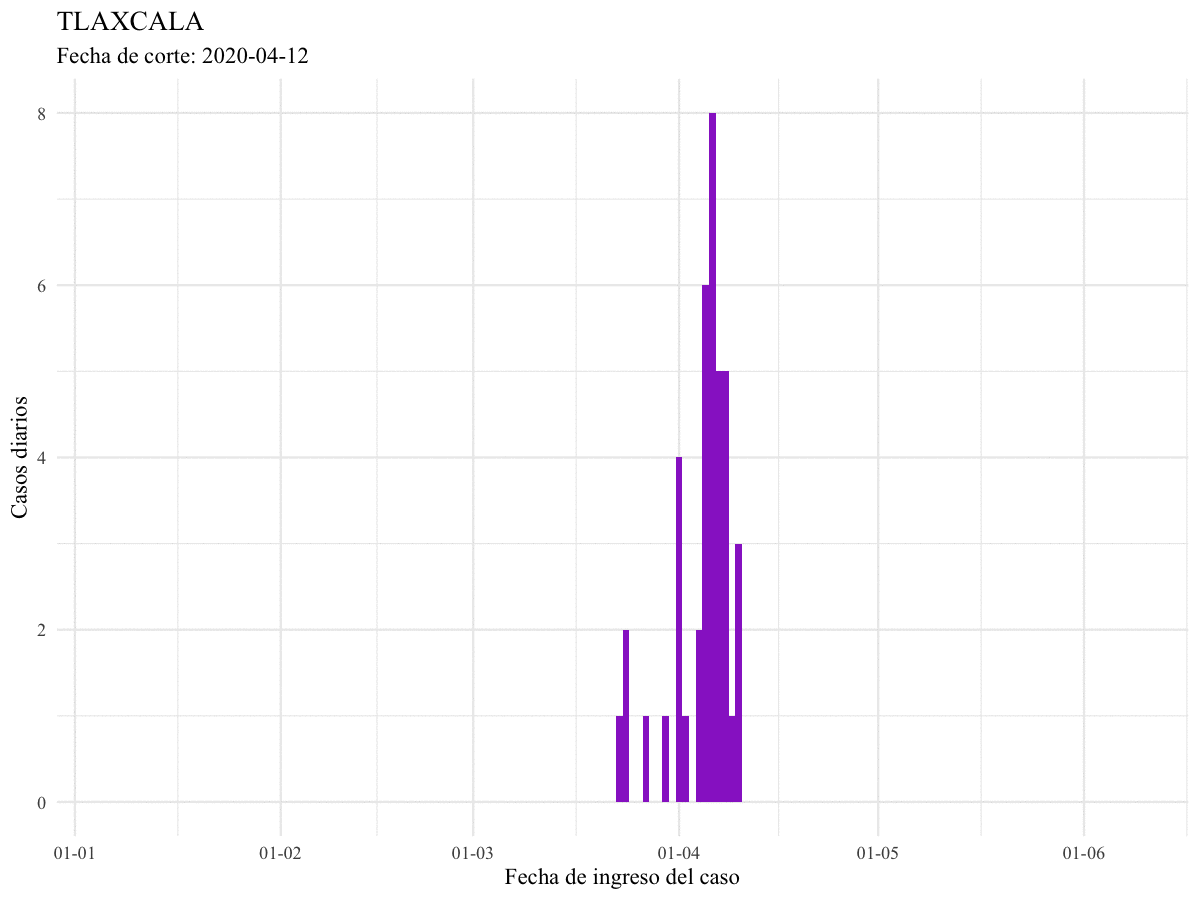 TLAXCALA
Fecha de corte: 2020-04-12
Casos diarios
8
6
4
2
0
01-01 01-02 01-03 01-04 01-05 01-06
Fecha de ingreso del caso